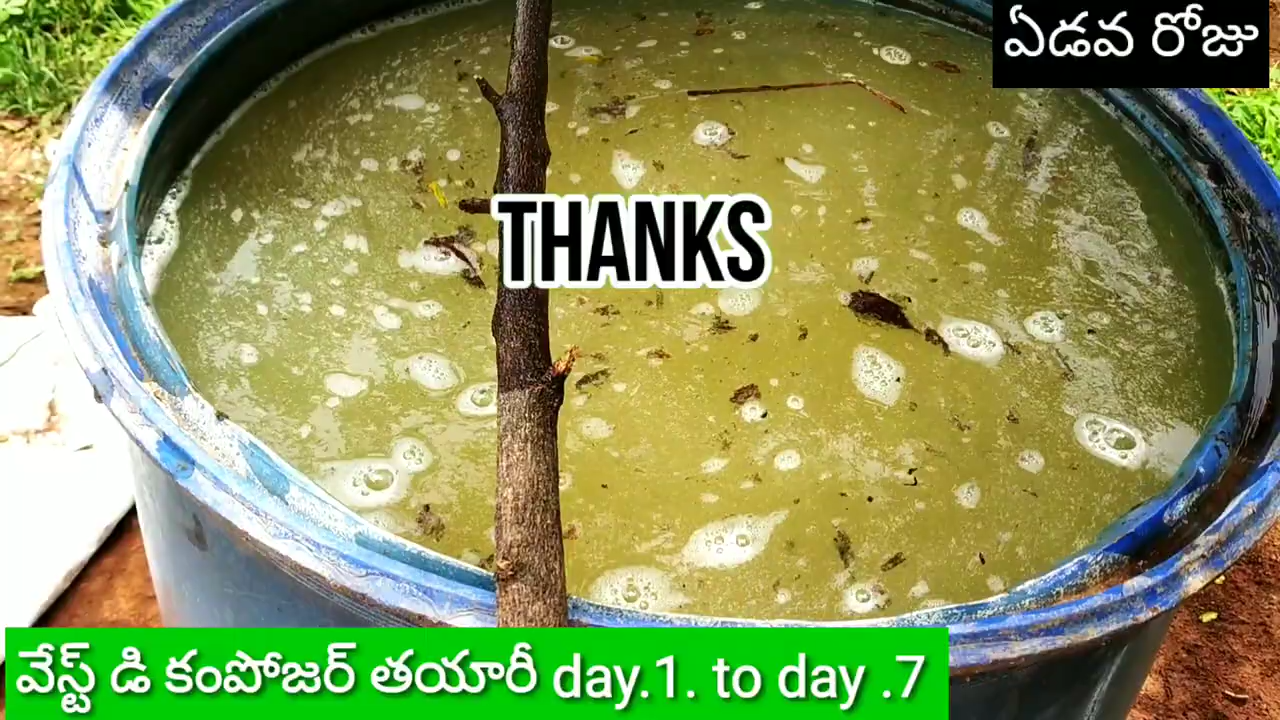 ఏడవ రోజు
THANKS
వేస్ట్ డి కంపోజర్ తయారీ day.1. to day .7